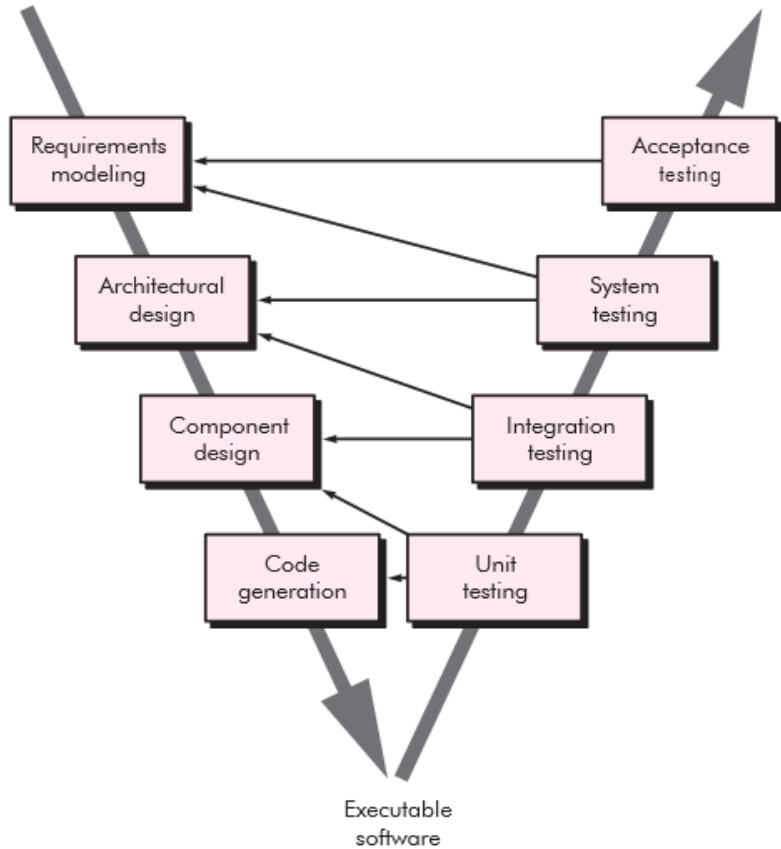 Requirements
modeling
Acceptance
testing
Architectural
design
System
testing
Component
design
Integration
testing
Code
generation
Unit
testing
Executable
software